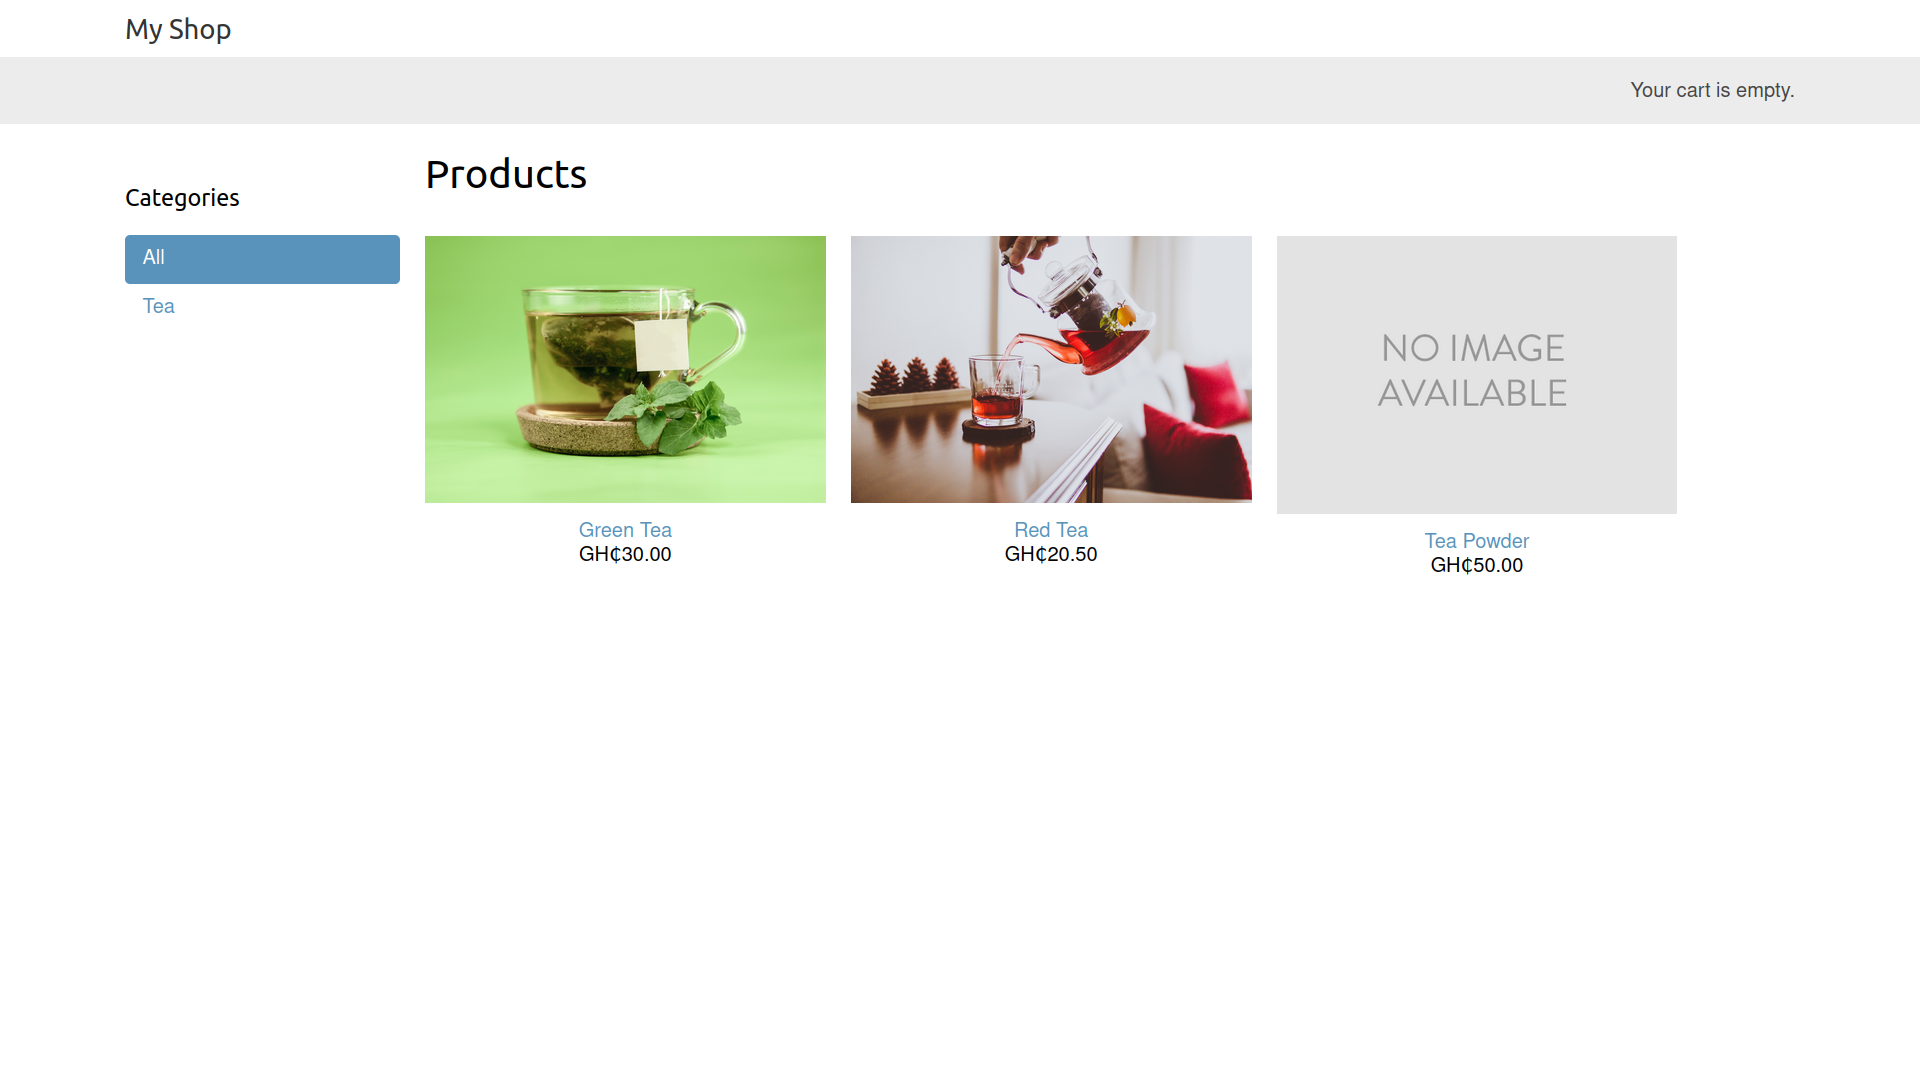 My Shop
Your cart is empty.
Categories
All
Tea
Products
NO IMAGE
AVAILABLE
Green Tea
GH₵30.00
Red Tea
GH₵20.50
Tea Powder
GH₵50.00